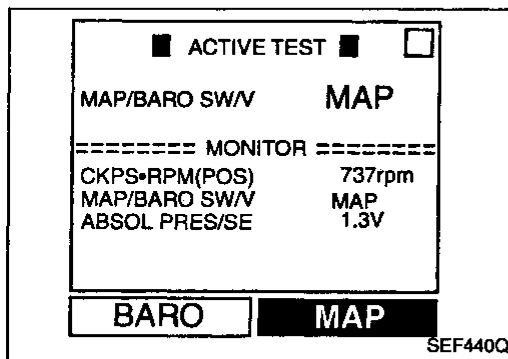 ■ ACTIVE TEST ■ □
MAP/BARO SW/V MAP
======== MONITOR ========
CKPS•RPM(POS) 737rpm
MAP/BARO SW/V MAP
ABSOL PRES/SE 1.3V
BARO MAP
SEF440Q